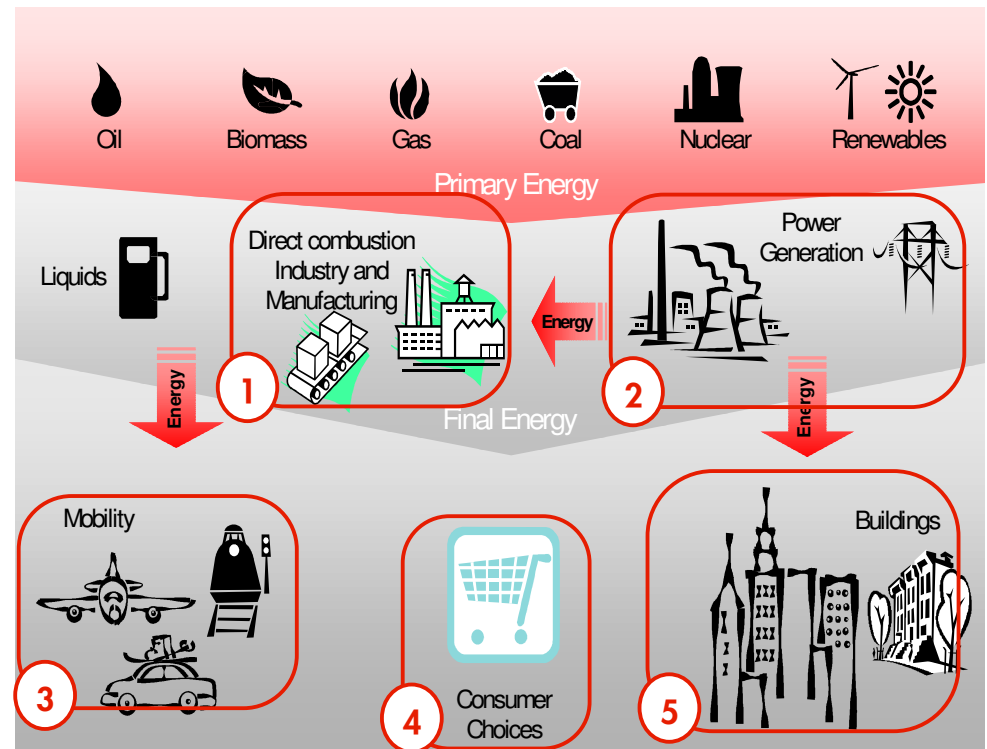 Oil
Biomass
Gas
Coal
Nuclear
Renewables
Primary Energy
Liquids
Direct combustion
Industry and
Manufacturing
Power
Generation
Energy
1
2
Energy
Final Energy
Energy
Mobility
Buildings
Consumer
Choices
3
4
5